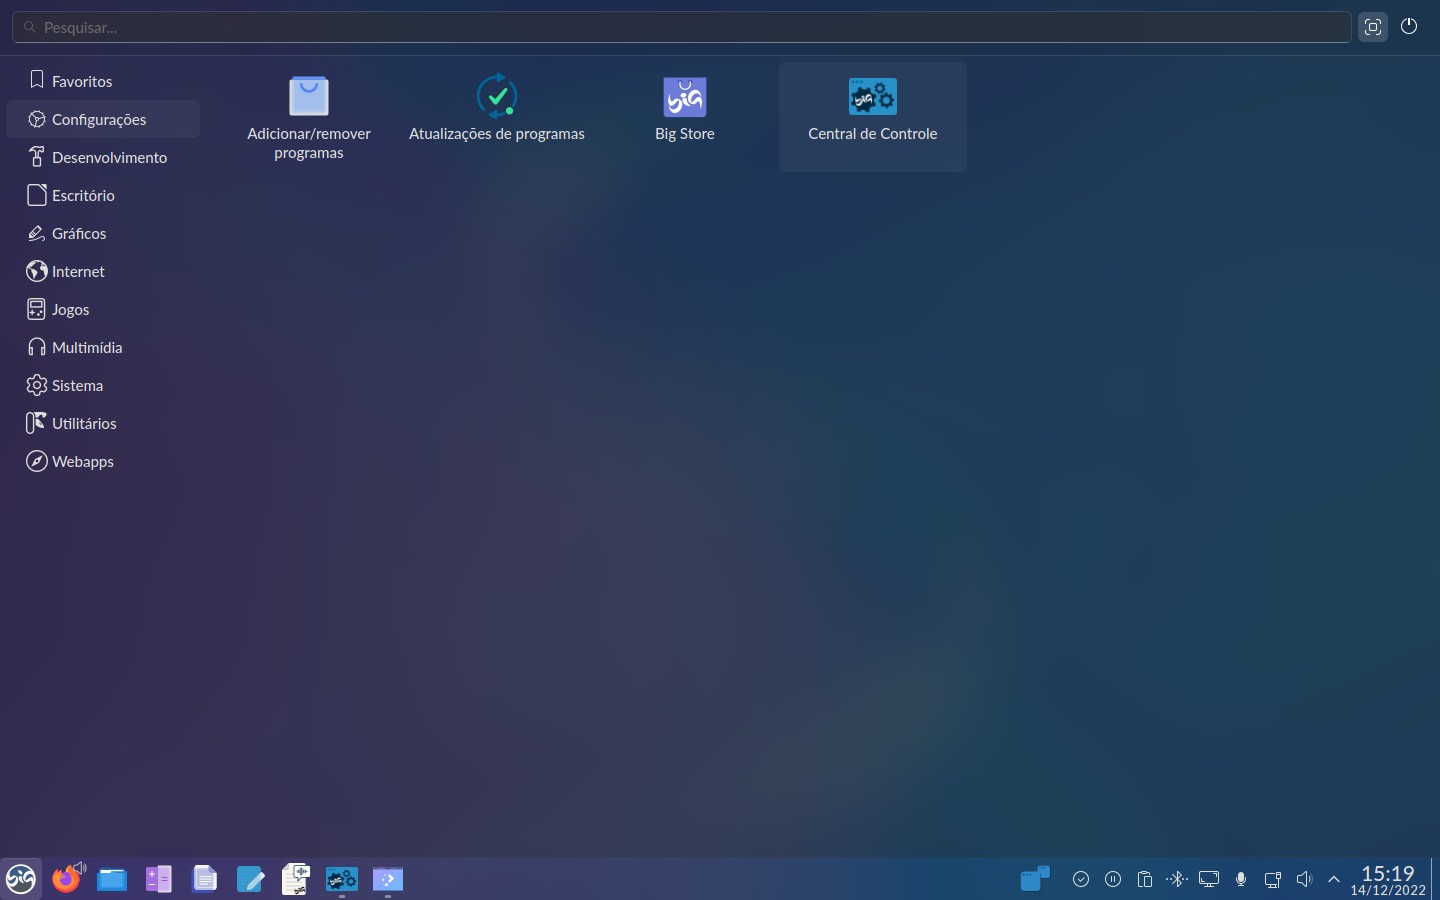 Pesquisar...
Favoritos
Configurações
Desenvolvimento
Escritório
Gráficos
Internet
Jogos
Multimídia
Sistema
Utilitários
Webapps
Adicionar/remover
programas
Atualizações de programas
Big Store
Central de Controle
15:19
14/12/2022